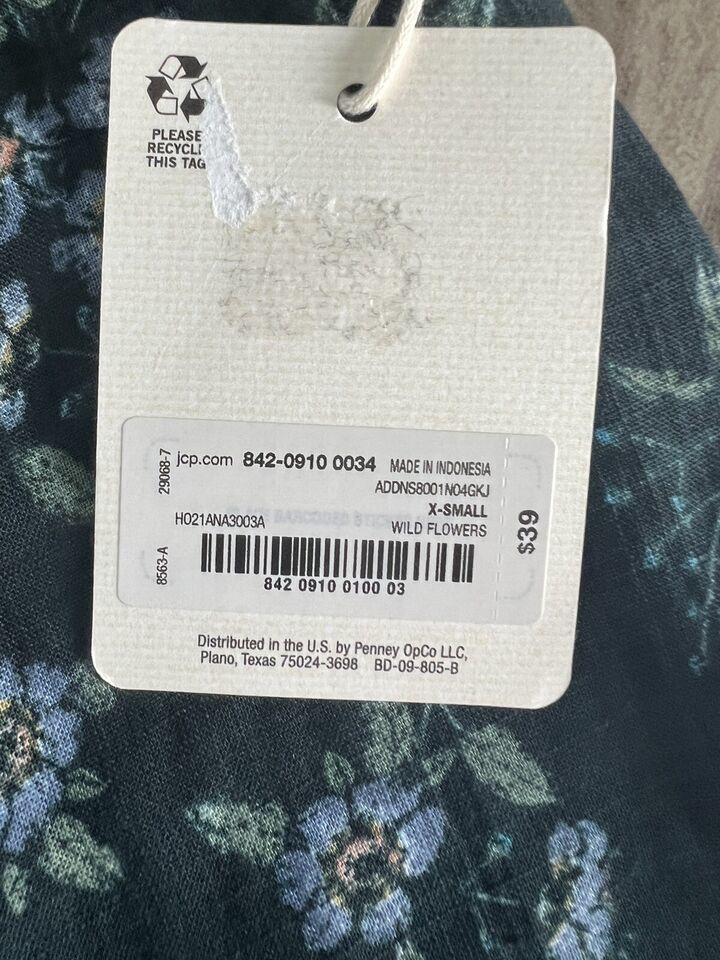 PLEASE
RECYCL
THIS TAG
29068-7
jcp.com 842-0910 0034 MADE IN INDONESIA
ADDNS8001N04GKJ
X-SMALL
H021ANA3003A WILD FLOWERS
$39
8563-A
842 0910 0100 03
Distributed in the U.S. by Penney OpCo LLC,
Plano, Texas 75024-3698 BD-09-805-B